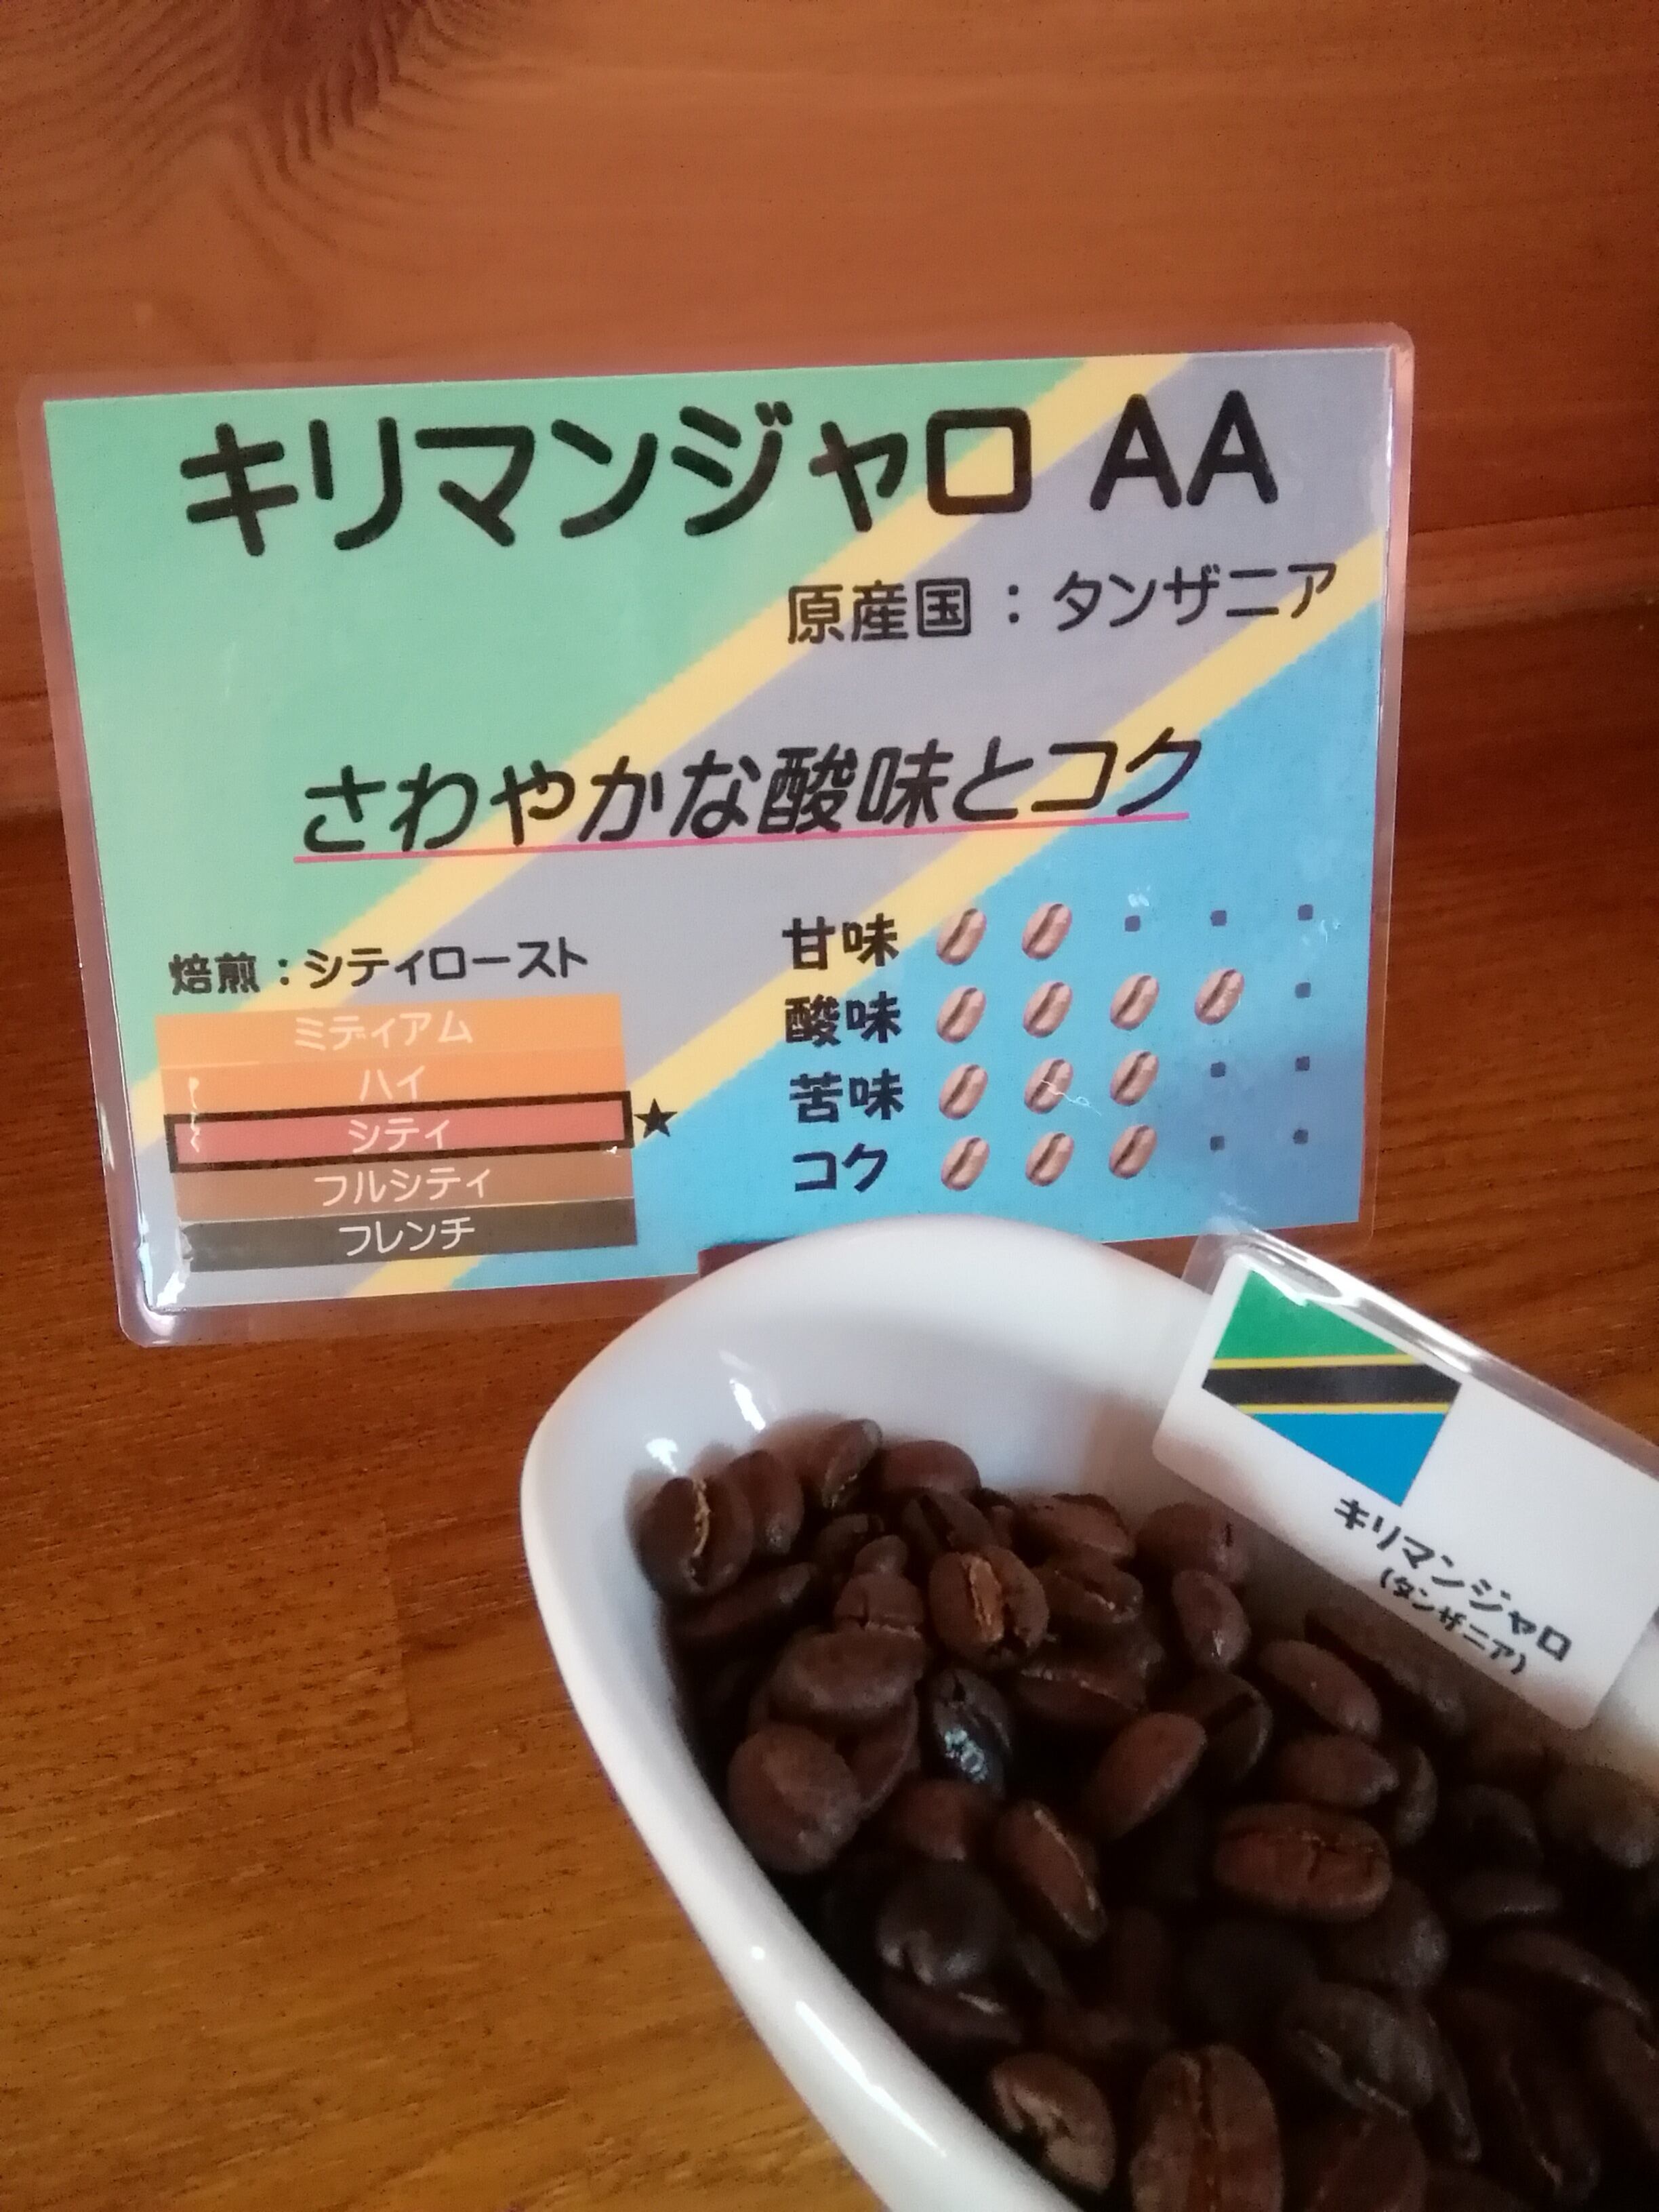 キリマンジャロ AA
原産国：タンザニア
さわやかな酸味とコク
焙煎：シティロースト
ミディアム
ハイ
シティ ★
フルシティ
フレンチ
甘味
酸味
苦味
コク
キリマンジャロ
(タンザニア)